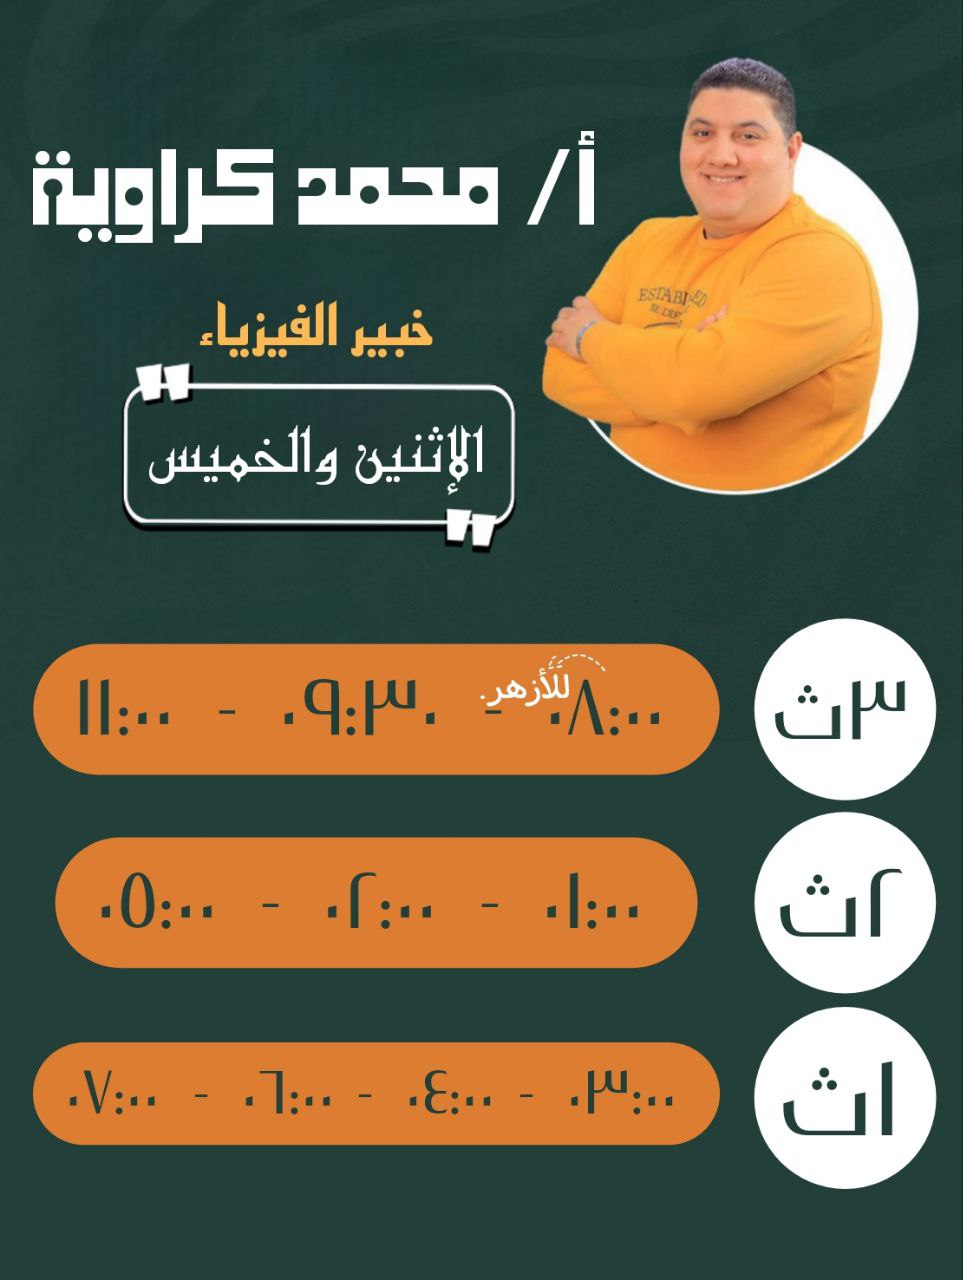 أ/ محمد كراوية
خبير الفيزياء
الإثنين والخميس
٣ث
٠٨:٠٠ - ٠٩:٣٠ - ١١:٠٠
للأزهر.
٢ث
٠١:٠٠ - ٠٢:٠٠ - ٠٥:٠٠
١ث
٠٣:٠٠ - ٠٤:٠٠ - ٠٦:٠٠ - ٠٧:٠٠